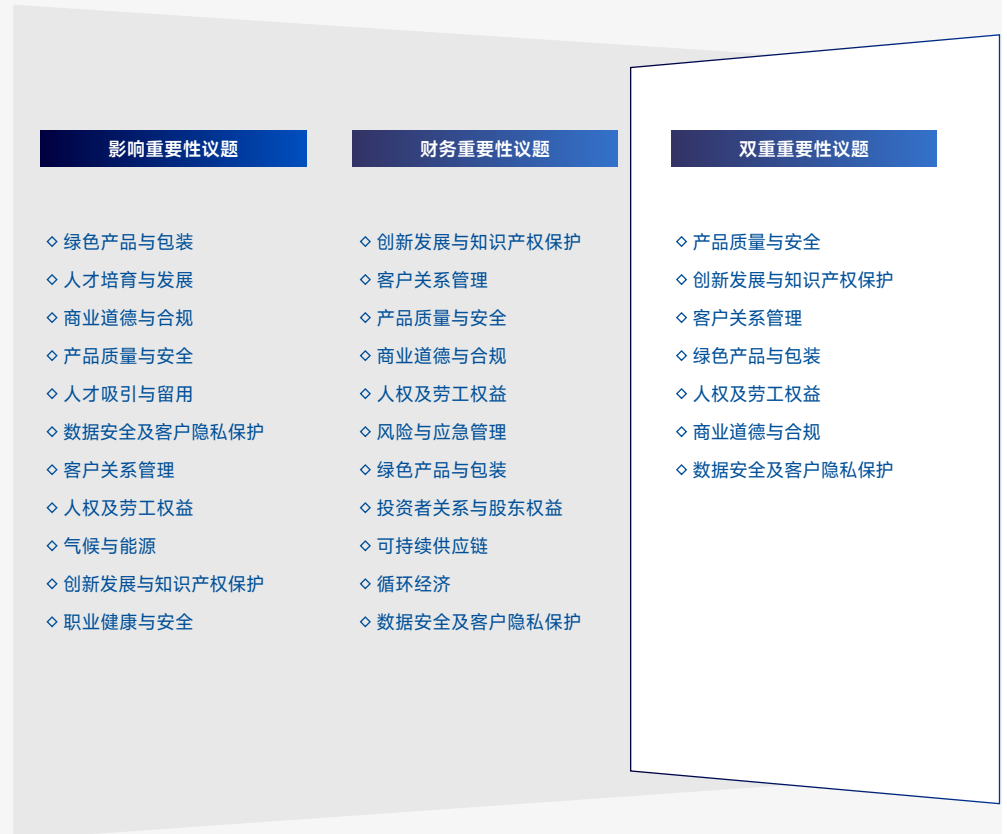 影响重要性议题
◇ 绿色产品与包装
◇ 人才培育与发展
◇ 商业道德与合规
◇ 产品质量与安全
◇ 人才吸引与留用
◇ 数据安全及客户隐私保护
◇ 客户关系管理
◇ 人权及劳工权益
◇ 气候与能源
◇ 创新发展与知识产权保护
◇ 职业健康与安全
财务重要性议题
◇ 创新发展与知识产权保护
◇ 客户关系管理
◇ 产品质量与安全
◇ 商业道德与合规
◇ 人权及劳工权益
◇ 风险与应急管理
◇ 绿色产品与包装
◇ 投资者关系与股东权益
◇ 可持续供应链
◇ 循环经济
◇ 数据安全及客户隐私保护
双重重要性议题
◇ 产品质量与安全
◇ 创新发展与知识产权保护
◇ 客户关系管理
◇ 绿色产品与包装
◇ 人权及劳工权益
◇ 商业道德与合规
◇ 数据安全及客户隐私保护